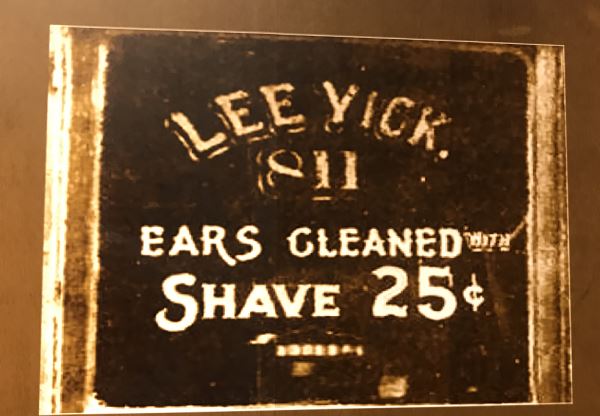 LEE YICK.
811
EARS CLEANED WITH
SHAVE 25¢